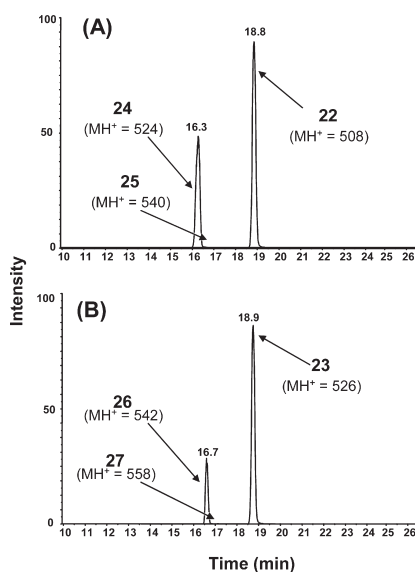 (A)
100
18.8
24
(MH⁺ = 524)
16.3
22
(MH⁺ = 508)
50
25
(MH⁺ = 540)
0
10 11 12 13 14 15 16 17 18 19 20 21 22 23 24 25 26
Intensity
(B)
100
18.9
23
(MH⁺ = 526)
26
(MH⁺ = 542)
50
16.7
27
(MH⁺ = 558)
0
10 11 12 13 14 15 16 17 18 19 20 21 22 23 24 25 26
Time (min)